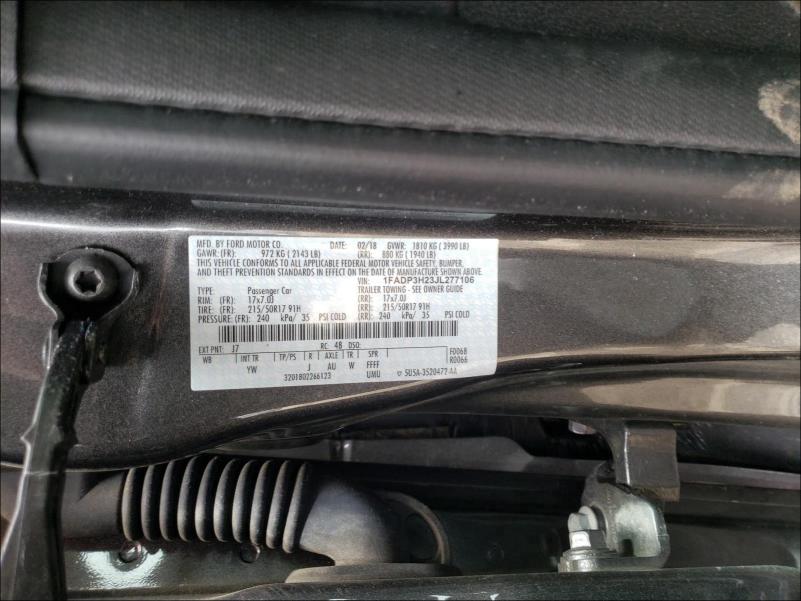 MFD. BY FORD MOTOR CO. DATE: 02/18 GVWR: 1810 KG ( 3990 LB)
GAWR: (FR): 972 KG ( 2143 LB) (RR): 880 KG ( 1940 LB)
THIS VEHICLE CONFORMS TO ALL APPLICABLE FEDERAL MOTOR VEHICLE SAFETY, BUMPER,
AND THEFT PREVENTION STANDARDS IN EFFECT ON THE DATE OF MANUFACTURE SHOWN ABOVE.
VIN: 1FADP3H23JL277106
TYPE: Passenger Car TRAILER TOWING - SEE OWNER GUIDE
RIM: (FR): 17x7.0J (RR): 17x7.0J
TIRE: (FR): 215/50R17 91H (RR): 215/50R17 91H
PRESSURE: (FR): 240 kPa/ 35 PSI COLD (RR): 240 kPa/ 35 PSI COLD
EXT PNT: J7 RC: 48 DSO:
WB INT TR TP/PS R AXLE TR SPR F0068
YW J AU W FFFF R0066
3201802266123 UMU 5U5A-3520472-AA